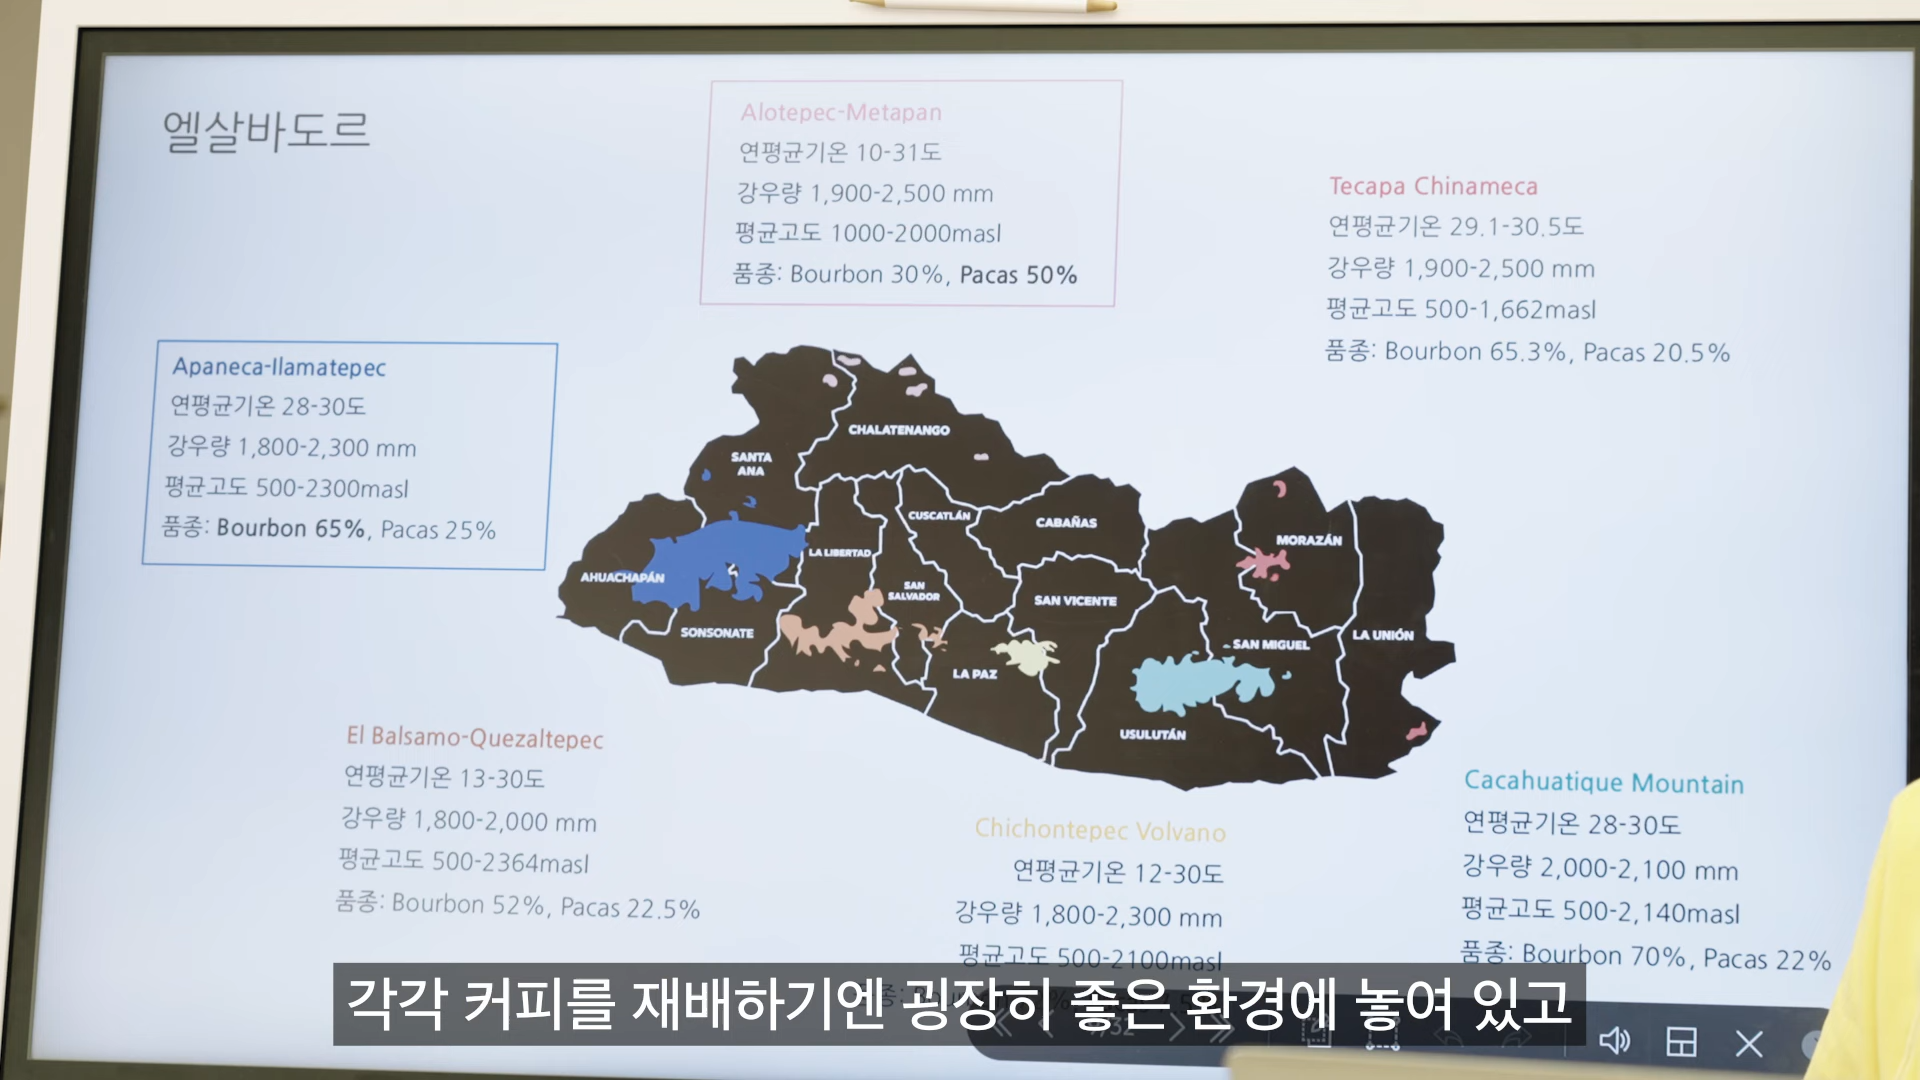 엘살바도르
Alotepec-Metapan
연평균기온 10-31도
강우량 1,900-2,500 mm
평균고도 1000-2000masl
품종: Bourbon 30%, Pacas 50%
Tecapa Chinameca
연평균기온 29.1-30.5도
강우량 1,900-2,500 mm
평균고도 500-1,662masl
품종: Bourbon 65.3%, Pacas 20.5%
Apaneca-Ilamatepec
연평균기온 28-30도
강우량 1,800-2,300 mm
평균고도 500-2300masl
품종: Bourbon 65%, Pacas 25%
CHALATENANGO
SANTA
ANA
CUSCATLÁN
CABAÑAS
MORAZÁN
LA LIBERTAD
AHUACHAPÁN
SAN
SALVADOR
SAN VICENTE
SONSONATE
LA UNIÓN
SAN MIGUEL
LA PAZ
USULUTÁN
El Balsamo-Quezaltepec
연평균기온 13-30도
강우량 1,800-2,000 mm
평균고도 500-2364masl
품종: Bourbon 52%, Pacas 22.5%
Chichontepec Volvano
연평균기온 12-30도
강우량 1,800-2,300 mm
평균고도 500-2100masl
Cacahuatique Mountain
연평균기온 28-30도
강우량 2,000-2,100 mm
평균고도 500-2,140masl
품종: Bourbon 70%, Pacas 22%
각각 커피를 재배하기엔 굉장히 좋은 환경에 놓여 있고